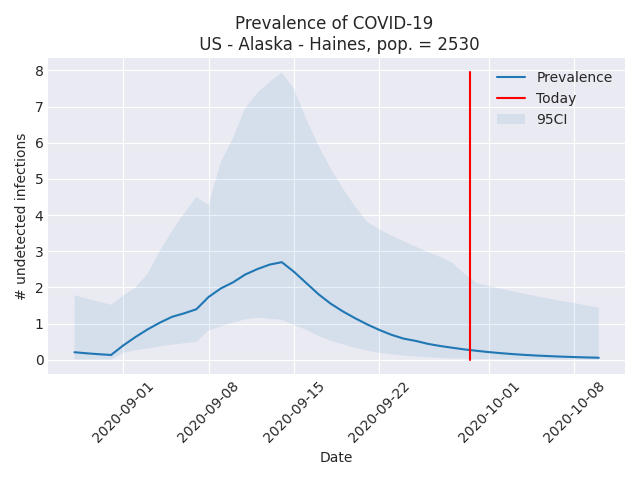 Prevalence of COVID-19
US - Alaska - Haines, pop. = 2530
# undetected infections
8
7
6
5
4
3
2
1
0
Prevalence
Today
95CI
2020-09-01
2020-09-08
2020-09-15
2020-09-22
2020-10-01
2020-10-08
Date